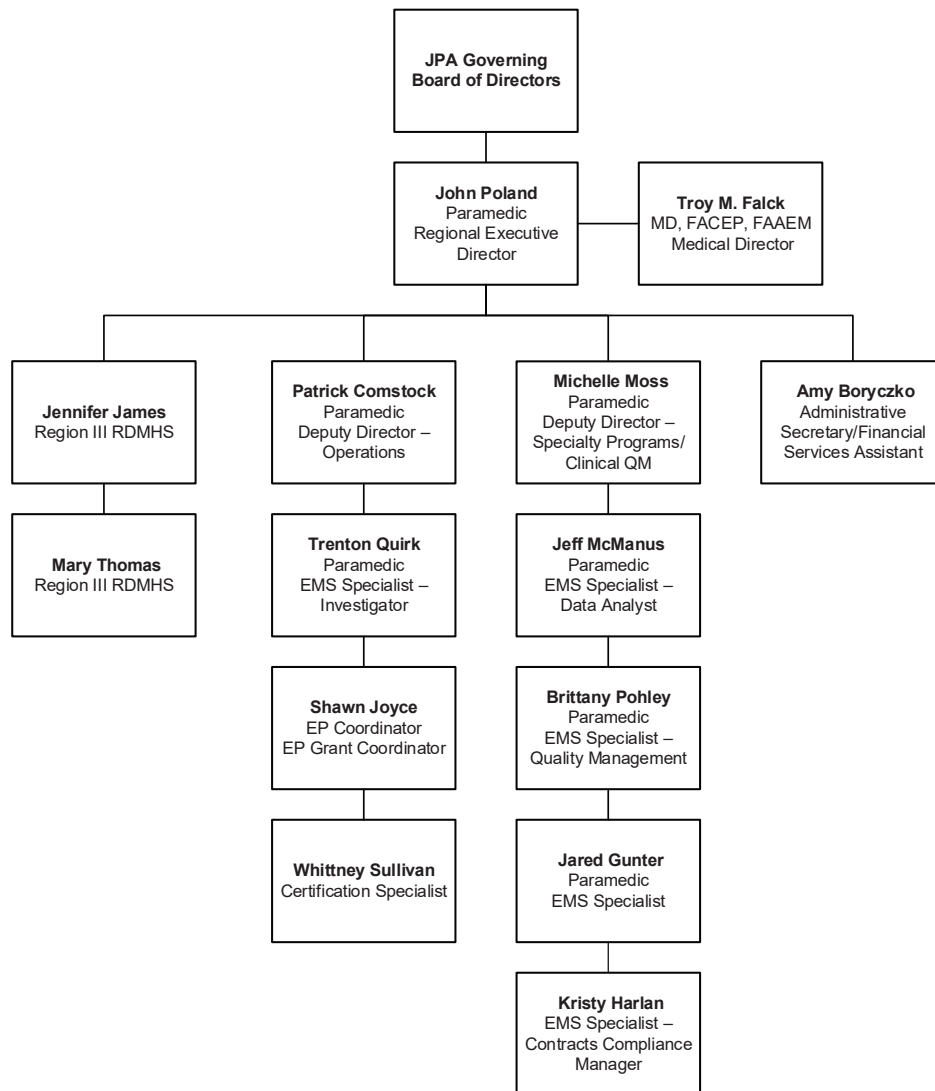 JPA Governing
Board of Directors
John Poland
Paramedic
Regional Executive
Director
Troy M. Falck
MD, FACEP, FAAEM
Medical Director
Jennifer James
Region III RDMHS
Patrick Comstock
Paramedic
Deputy Director –
Operations
Michelle Moss
Paramedic
Deputy Director –
Specialty Programs/
Clinical QM
Amy Boryczko
Administrative
Secretary/Financial
Services Assistant
Mary Thomas
Region III RDMHS
Trenton Quirk
Paramedic
EMS Specialist –
Investigator
Jeff McManus
Paramedic
EMS Specialist –
Data Analyst
Shawn Joyce
EP Coordinator
EP Grant Coordinator
Brittany Pohley
Paramedic
EMS Specialist –
Quality Management
Whittney Sullivan
Certification Specialist
Jared Gunter
Paramedic
EMS Specialist
Kristy Harlan
EMS Specialist –
Contracts Compliance
Manager